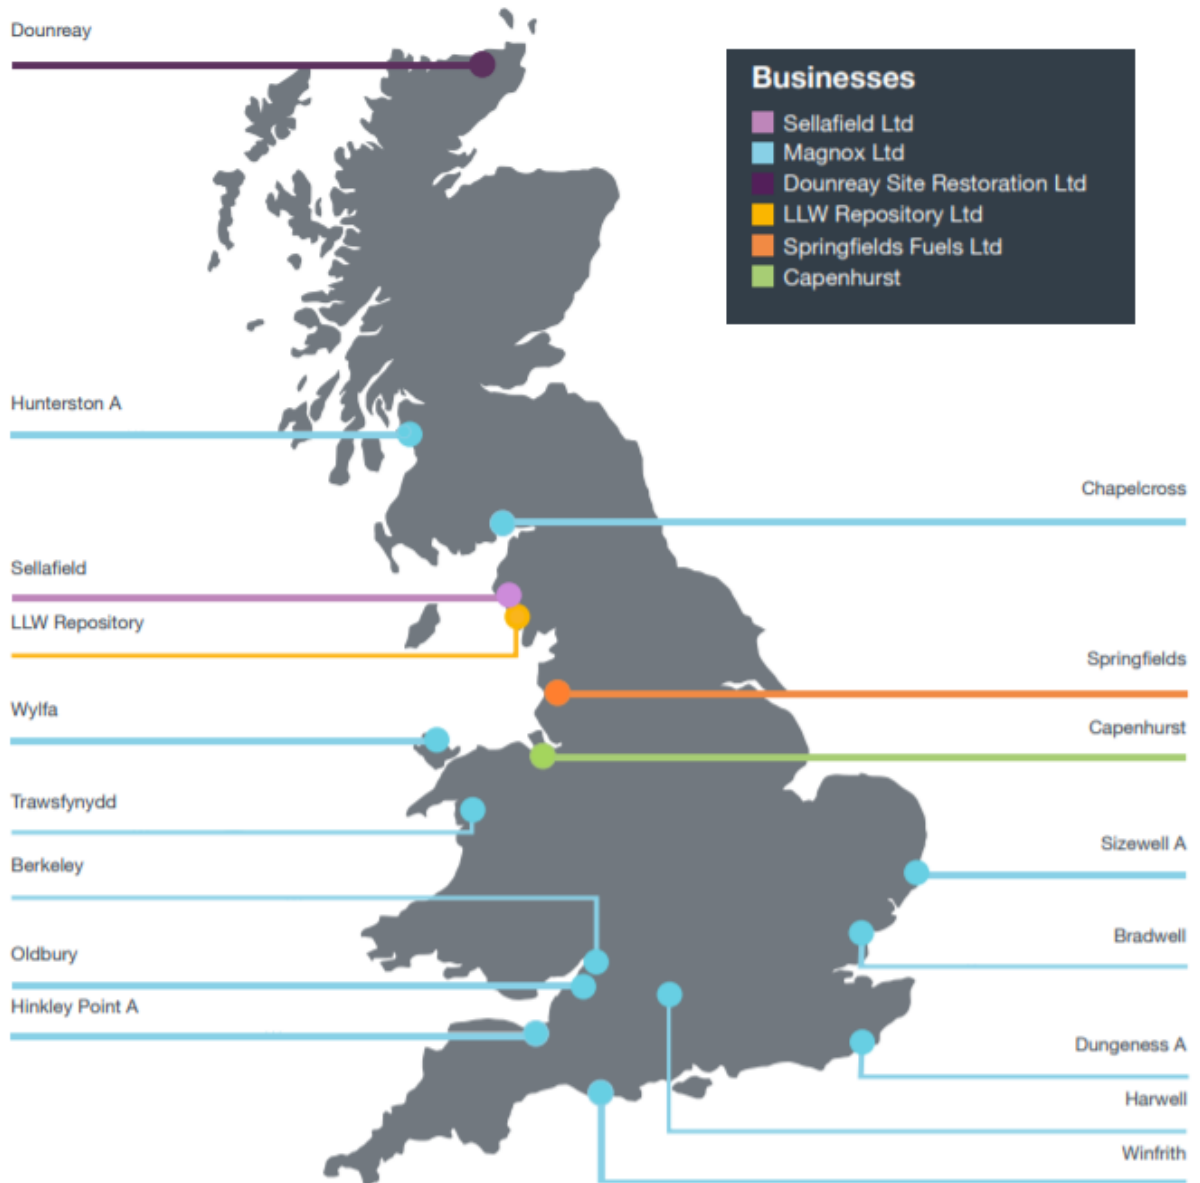 Dounreay
Businesses
Sellafield Ltd
Magnox Ltd
Dounreay Site Restoration Ltd
LLW Repository Ltd
Springfields Fuels Ltd
Capenhurst
Hunterston A
Chapelcross
Sellafield
LLW Repository
Springfields
Wylfa
Capenhurst
Trawsfynydd
Sizewell A
Berkeley
Bradwell
Oldbury
Hinkley Point A
Dungeness A
Harwell
Winfrith